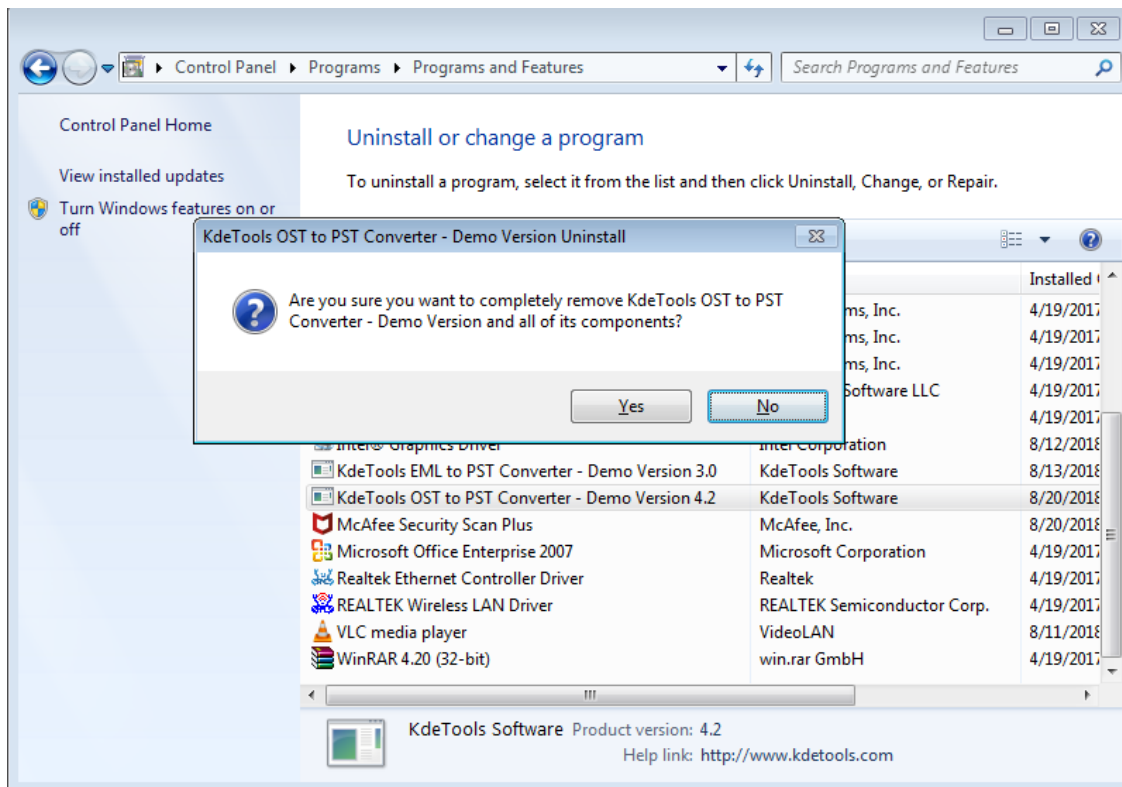 Control Panel Programs Programs and Features
Search Programs and Features
Control Panel Home
View installed updates
Turn Windows features on or
off
Uninstall or change a program
To uninstall a program, select it from the list and then click Uninstall, Change, or Repair.
KdeTools OST to PST Converter - Demo Version Uninstall
Are you sure you want to completely remove KdeTools OST to PST
Converter - Demo Version and all of its components?
Yes No
Installed
ms, Inc. 4/19/2017
ms, Inc. 4/19/2017
ms, Inc. 4/19/2017
Software LLC 4/19/2017
4/19/2017
Intel® Graphics Driver Intel Corporation 8/12/2018
KdeTools EML to PST Converter - Demo Version 3.0 KdeTools Software 8/13/2018
KdeTools OST to PST Converter - Demo Version 4.2 KdeTools Software 8/20/2018
McAfee Security Scan Plus McAfee, Inc. 8/20/2018
Microsoft Office Enterprise 2007 Microsoft Corporation 4/19/2017
Realtek Ethernet Controller Driver Realtek 4/19/2017
REALTEK Wireless LAN Driver REALTEK Semiconductor Corp. 4/19/2017
VLC media player VideoLAN 8/11/2018
WinRAR 4.20 (32-bit) win.rar GmbH 4/19/2017
KdeTools Software Product version: 4.2
Help link: http://www.kdetools.com